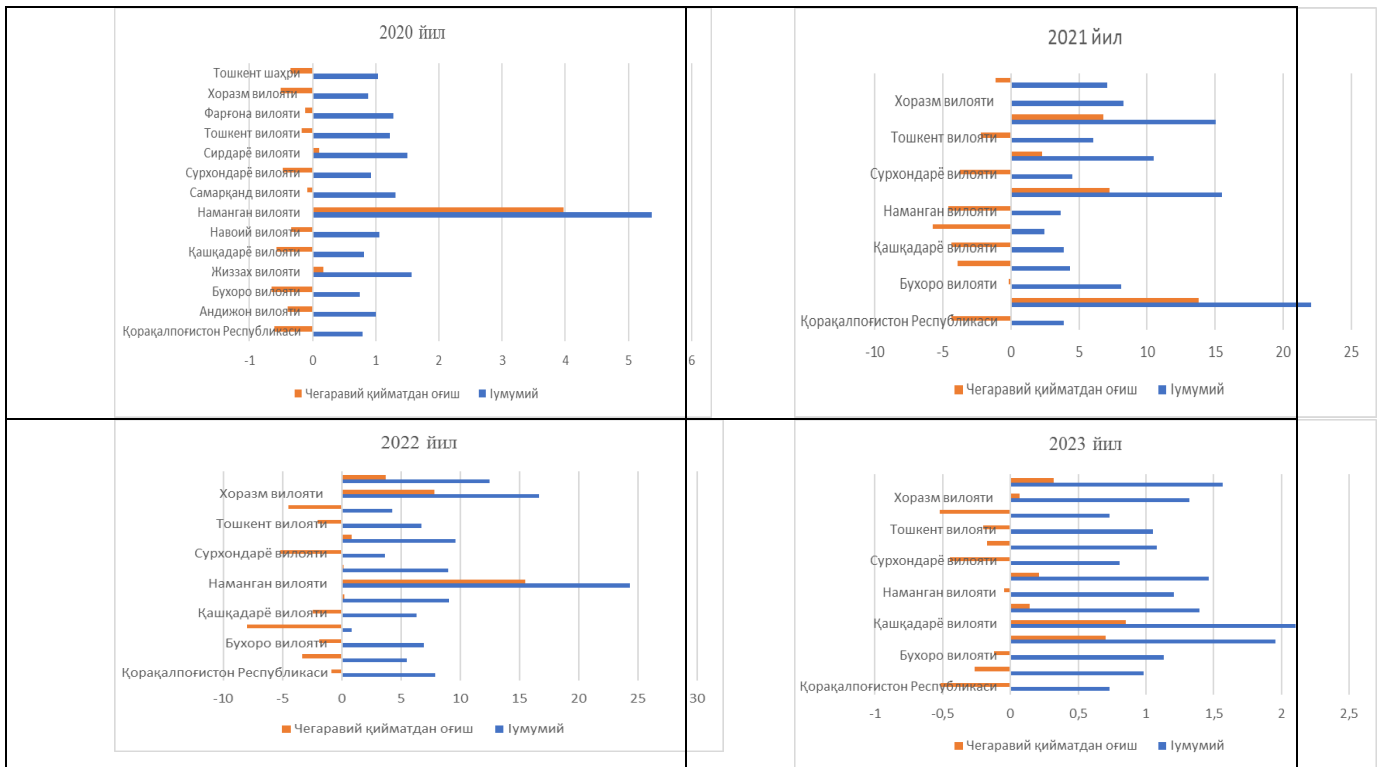 2020 йил
Тошкент шаҳри
Хоразм вилояти
Фарғона вилояти
Тошкент вилояти
Сирдарё вилояти
Сурхондарё вилояти
Самарқанд вилояти
Наманган вилояти
Навоий вилояти
Қашқадарё вилояти
Жиззах вилояти
Бухоро вилояти
Андижон вилояти
Қорақалпоғистон Республикаси
-1 0 1 2 3 4 5 6
Чегаравий қийматдан оғиш Iумумий
2021 йил
Хоразм вилояти
Тошкент вилояти
Сурхондарё вилояти
Наманган вилояти
Қашқадарё вилояти
Бухоро вилояти
Қорақалпоғистон Республикаси
-10 -5 0 5 10 15 20 25
Чегаравий қийматдан оғиш Iумумий
2022 йил
Хоразм вилояти
Тошкент вилояти
Сурхондарё вилояти
Наманган вилояти
Қашқадарё вилояти
Бухоро вилояти
Қорақалпоғистон Республикаси
-10 -5 0 5 10 15 20 25 30
Чегаравий қийматдан оғиш Iумумий
2023 йил
Хоразм вилояти
Тошкент вилояти
Сурхондарё вилояти
Наманган вилояти
Қашқадарё вилояти
Бухоро вилояти
Қорақалпоғистон Республикаси
-1 -0,5 0 0,5 1 1,5 2 2,5
Чегаравий қийматдан оғиш Iумумий